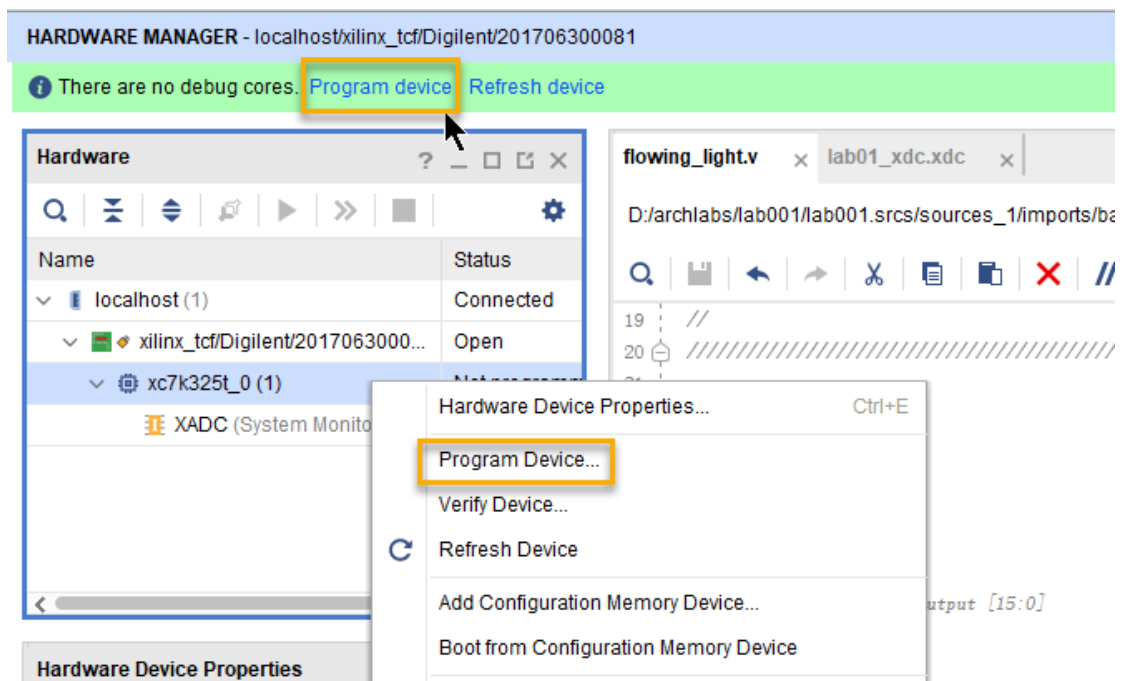 HARDWARE MANAGER - localhost/xilinx_tcf/Digilent/201706300081
There are no debug cores. Program device Refresh device
Hardware
Name Status
localhost (1) Connected
xilinx_tcf/Digilent/2017063000... Open
xc7k325t_0 (1)
XADC (System Monito
Hardware Device Properties
flowing_light.v lab01_xdc.xdc
D:/archlabs/lab001/lab001.srcs/sources_1/imports/ba
19 //
20 //////////////////////////////////////////
Hardware Device Properties... Ctrl+E
Program Device...
Verify Device...
Refresh Device
Add Configuration Memory Device...
Boot from Configuration Memory Device
utput [15:0]